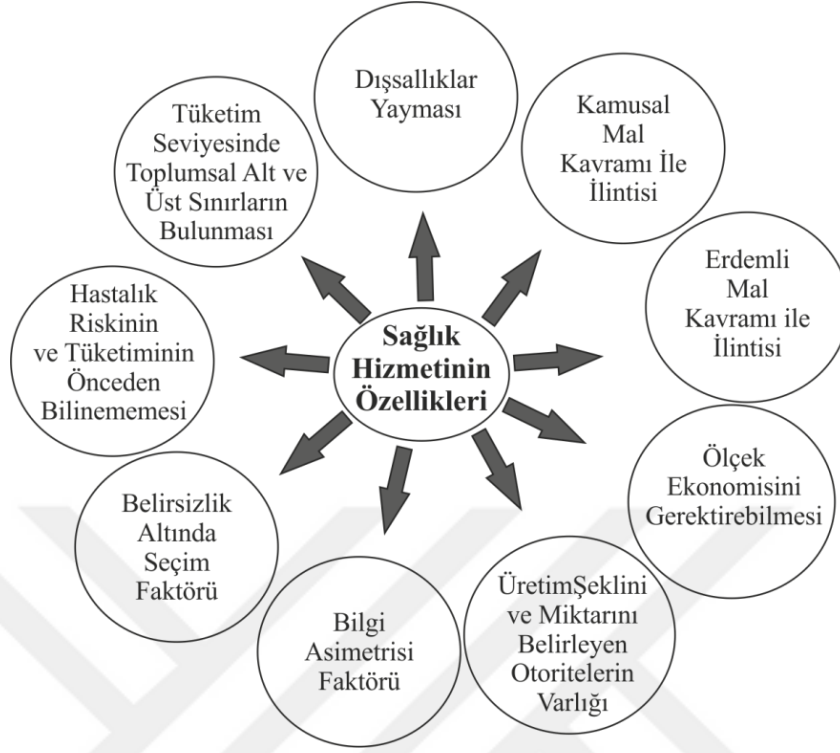 Sağlık
Hizmetinin
Özellikleri
Dışsallıklar
Yayması
Kamusal
Mal
Kavramı İle
İlintisi
Erdemli
Mal
Kavramı ile
İlintisi
Ölçek
Ekonomisini
Gerektirebilmesi
ÜretimŞeklini
ve Miktarını
Belirleyen
Otoritelerin
Varlığı
Bilgi
Asimetrisi
Faktörü
Belirsizlik
Altında
Seçim
Faktörü
Hastalık
Riskinin
ve Tüketiminin
Önceden
Bilinememesi
Tüketim
Seviyesinde
Toplumsal Alt ve
Üst Sınırların
Bulunması